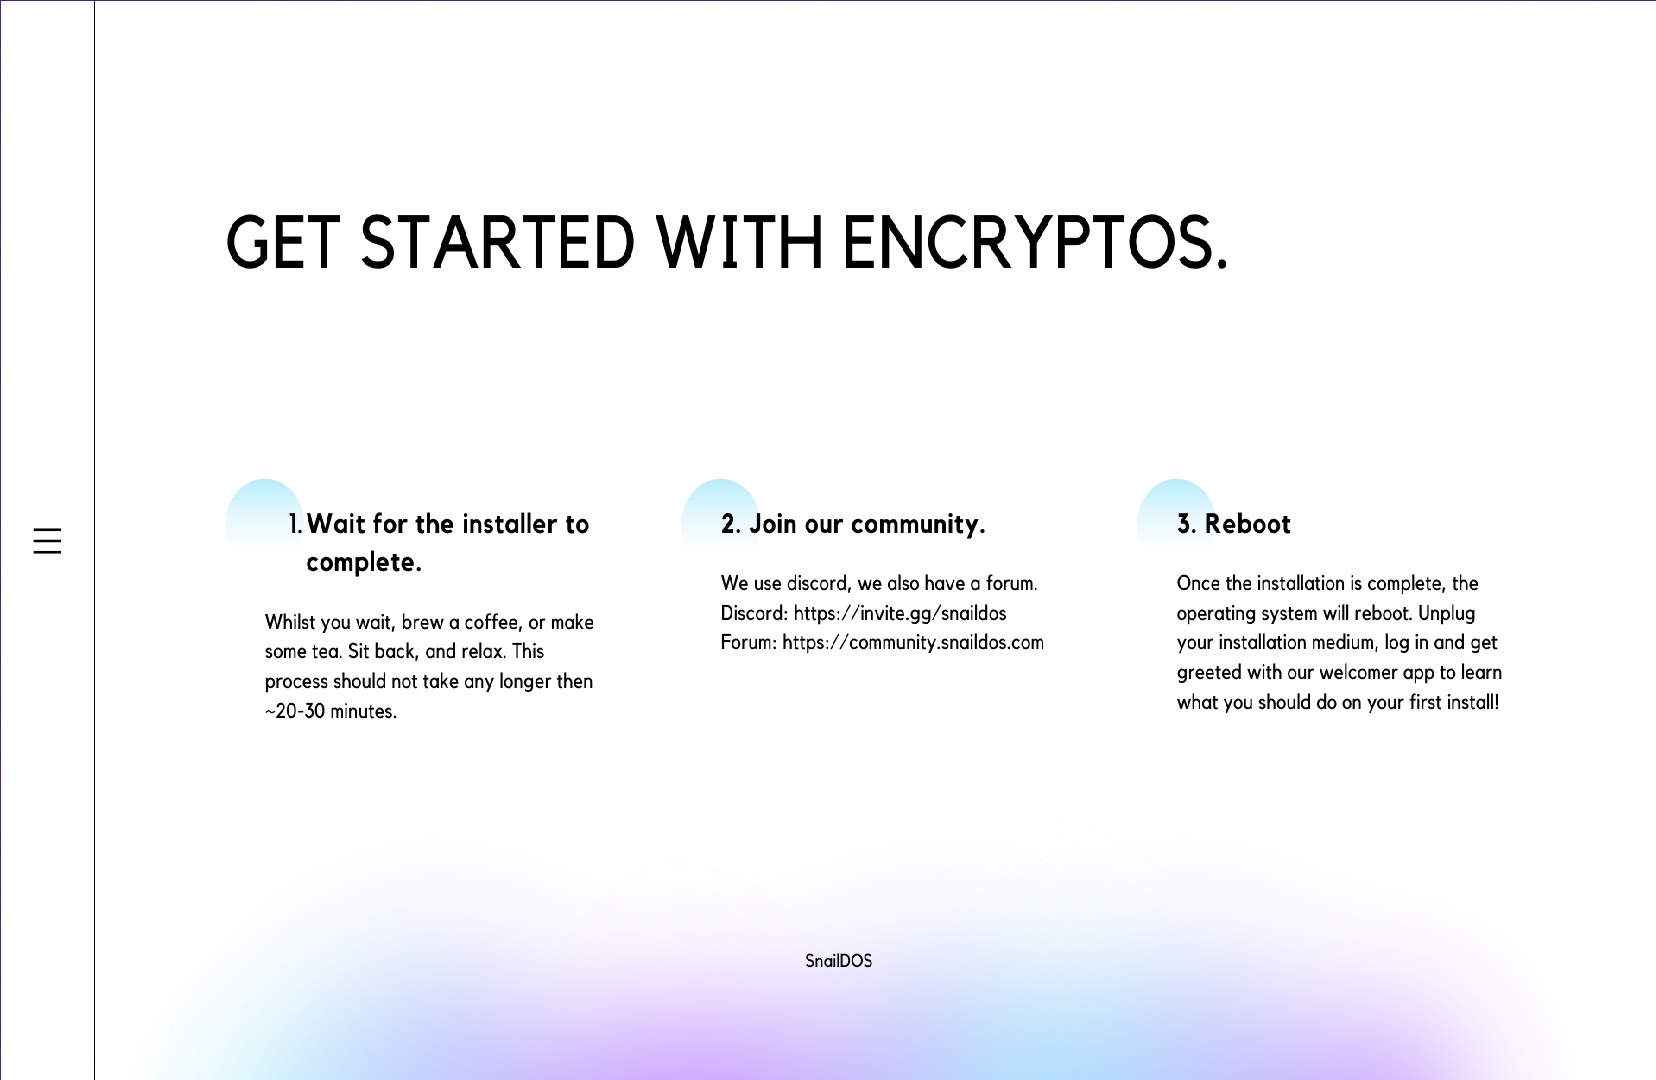 GET STARTED WITH ENCRYPTOS.
1. Wait for the installer to
complete.
Whilst you wait, brew a coffee, or make
some tea. Sit back, and relax. This
process should not take any longer then
~20-30 minutes.
2. Join our community.
We use discord, we also have a forum.
Discord: https://invite.gg/snaildos
Forum: https://community.snaildos.com
3. Reboot
Once the installation is complete, the
operating system will reboot. Unplug
your installation medium, log in and get
greeted with our welcomer app to learn
what you should do on your first install!
SnailDOS